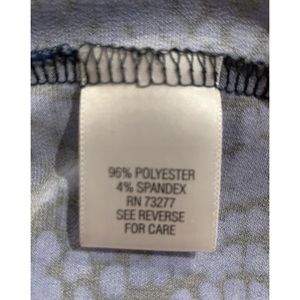 96% POLYESTER
4% SPANDEX
RN 73277
SEE REVERSE
FOR CARE